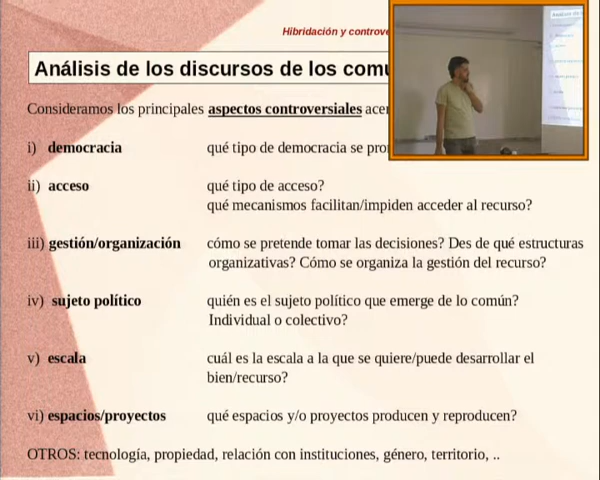 Hibridación y controve
Análisis de los discursos de los comu
Consideramos los principales aspectos controversiales acer
i) democracia qué tipo de democracia se pro
ii) acceso qué tipo de acceso?
qué mecanismos facilitan/impiden acceder al recurso?
iii) gestión/organización cómo se pretende tomar las decisiones? Des de qué estructuras
organizativas? Cómo se organiza la gestión del recurso?
iv) sujeto político quién es el sujeto político que emerge de lo común?
Individual o colectivo?
v) escala cuál es la escala a la que se quiere/puede desarrollar el
bien/recurso?
vi) espacios/proyectos qué espacios y/o proyectos producen y reproducen?
OTROS: tecnología, propiedad, relación con instituciones, género, territorio, ..